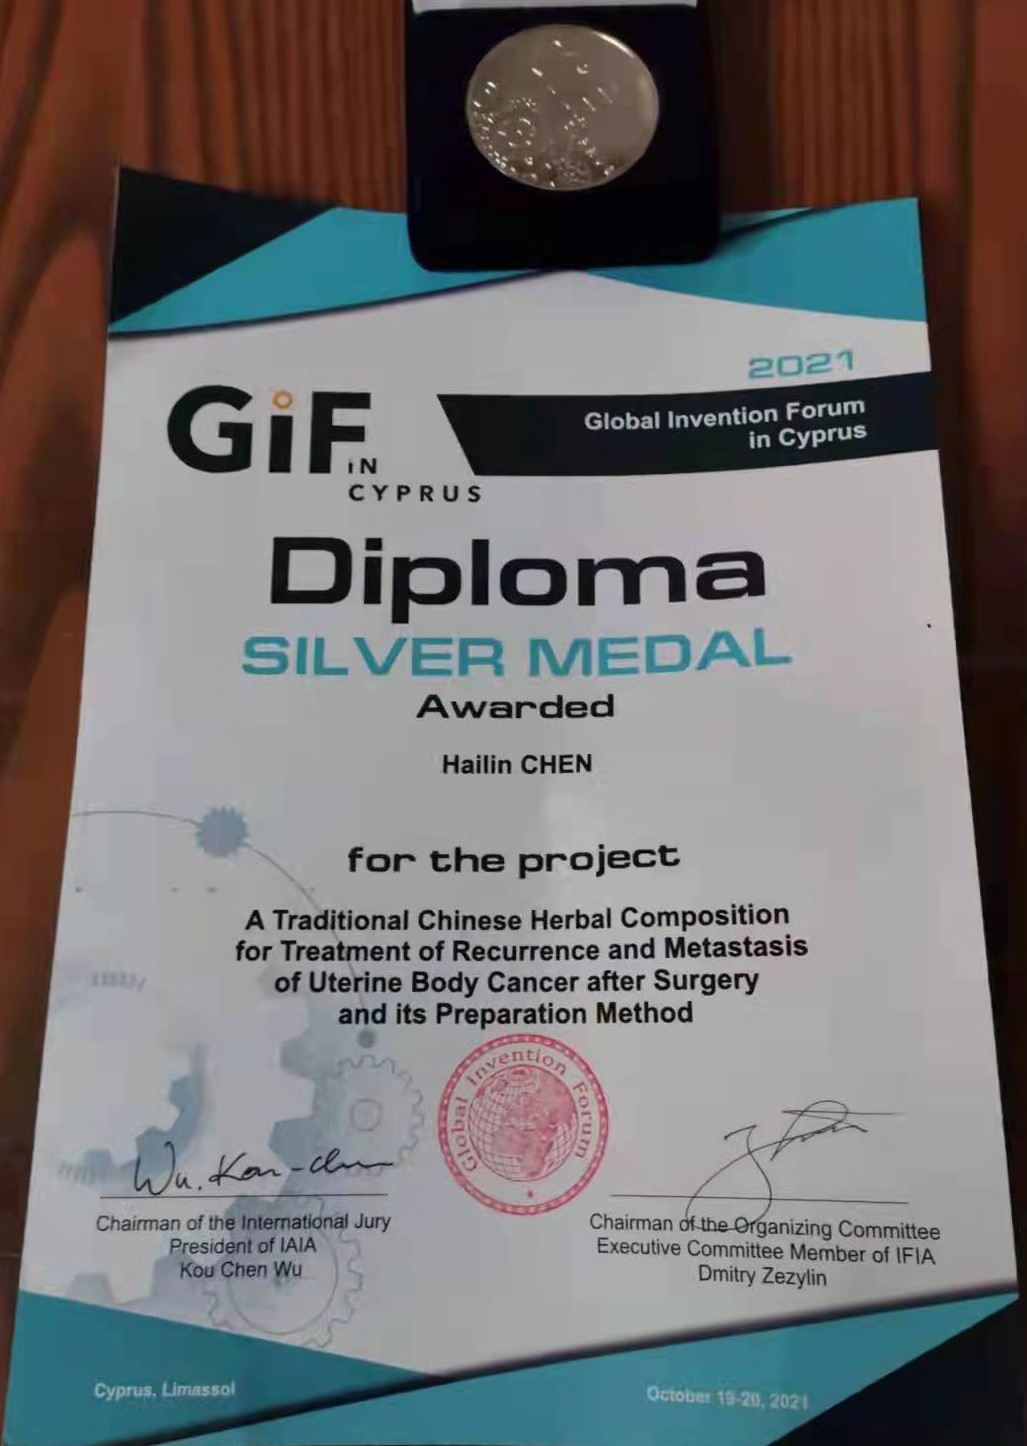 2021
Global Invention Forum
in Cyprus
GiF
iN
CYPRUS
Diploma
SILVER MEDAL
Awarded
Hailin CHEN
for the project
A Traditional Chinese Herbal Composition
for Treatment of Recurrence and Metastasis
of Uterine Body Cancer after Surgery
and its Preparation Method
Global Invention Forum
Wu. Kou-chen
Chairman of the International Jury
President of IAIA
Kou Chen Wu
Chairman of the Organizing Committee
Executive Committee Member of IFIA
Dmitry Zezylin
Cyprus, Limassol
October 19-20, 2021